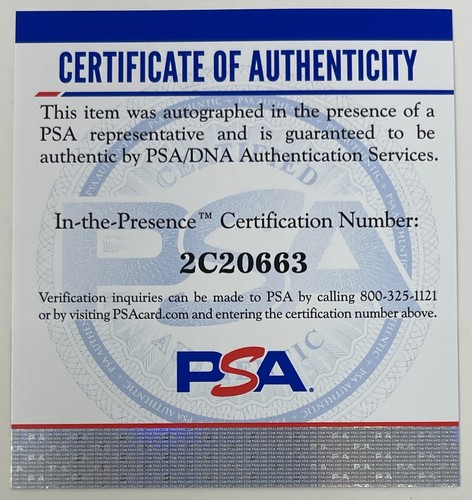 CERTIFICATE OF AUTHENTICITY
This item was autographed in the presence of a
PSA representative and is guaranteed to be
authentic by PSA/DNA Authentication Services.
In-the-Presence™ Certification Number:
2C20663
Verification inquiries can be made to PSA by calling 800-325-1121
or by visiting PSAcard.com and entering the certification number above.
PSA.